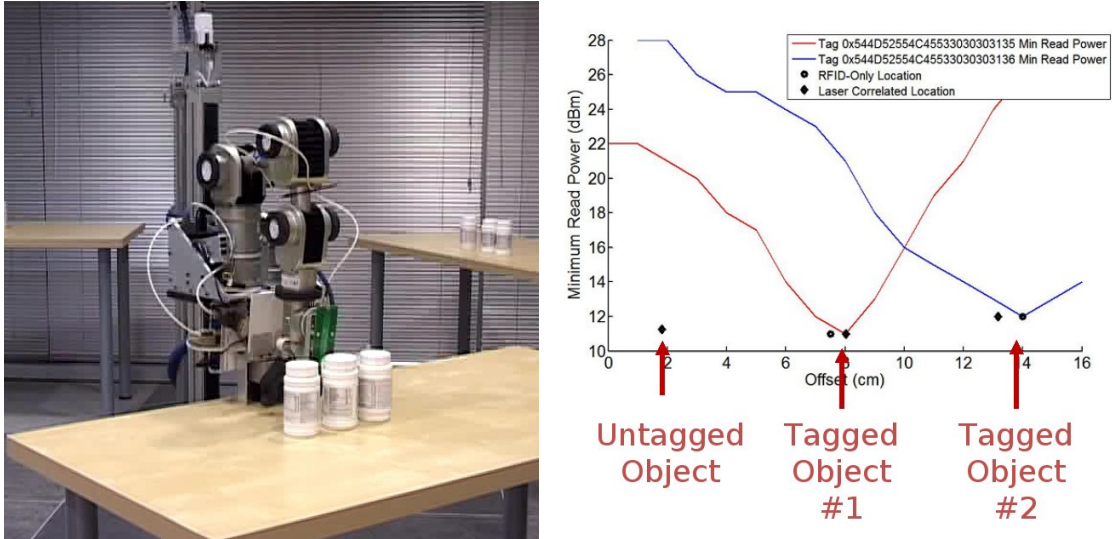 Tag 0x544D52554C45533030303135 Min Read Power
Tag 0x544D52554C45533030303136 Min Read Power
RFID-Only Location
Laser Correlated Location
Minimum Read Power (dBm)
28
26
24
22
20
18
16
14
12
10
0 2 4 6 8 10 12 14 16
Offset (cm)
Untagged
Object
Tagged
Object
#1
Tagged
Object
#2